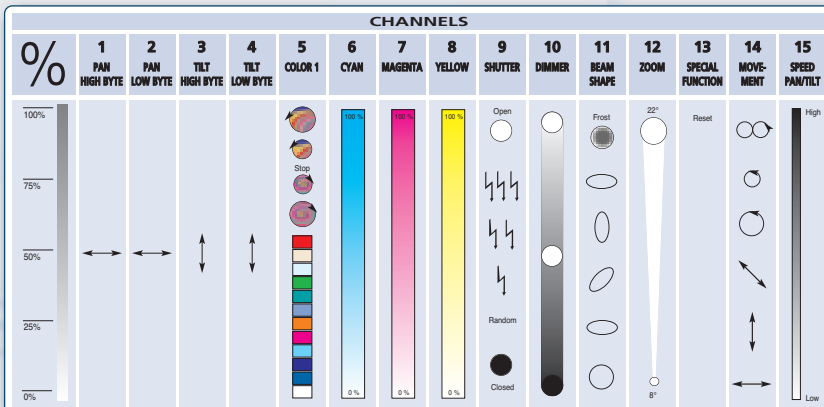 CHANNELS
%
1
PAN
HIGH BYTE
2
PAN
LOW BYTE
3
TILT
HIGH BYTE
4
TILT
LOW BYTE
5
COLOR 1
6
CYAN
7
MAGENTA
8
YELLOW
9
SHUTTER
10
DIMMER
11
BEAM
SHAPE
12
ZOOM
13
SPECIAL
FUNCTION
14
MOVE-
MENT
15
SPEED
PAN/TILT
100%
75%
50%
25%
0%
Stop
100 %
0 %
100 %
0 %
100 %
0 %
Open
Random
Closed
Frost
22°
8°
Reset
High
Low